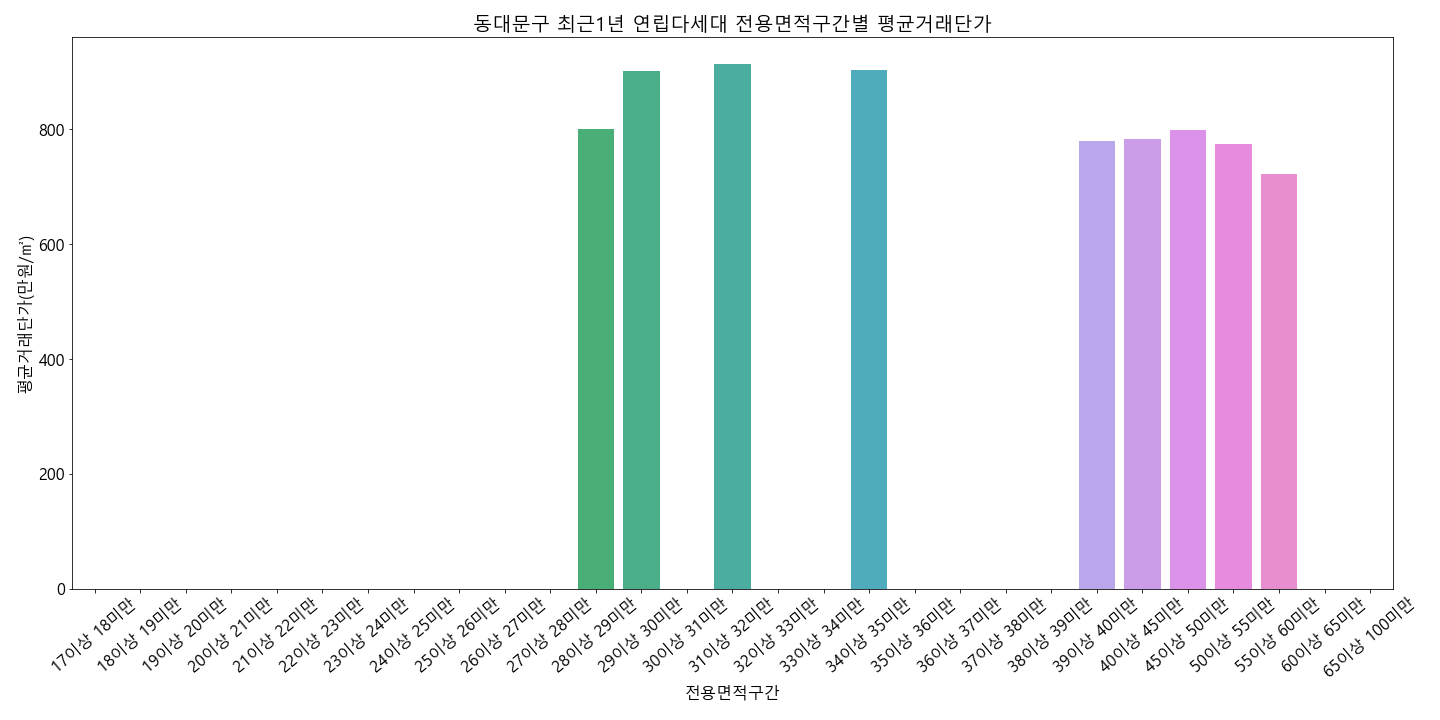 동대문구 최근1년 연립다세대 전용면적구간별 평균거래단가
평균거래단가(만원/㎡)
800
600
400
200
0
17이상 18미만
18이상 19미만
19이상 20미만
20이상 21미만
21이상 22미만
22이상 23미만
23이상 24미만
24이상 25미만
25이상 26미만
26이상 27미만
27이상 28미만
28이상 29미만
29이상 30미만
30이상 31미만
31이상 32미만
32이상 33미만
33이상 34미만
34이상 35미만
35이상 36미만
36이상 37미만
37이상 38미만
38이상 39미만
39이상 40미만
40이상 45미만
45이상 50미만
50이상 55미만
55이상 60미만
60이상 65미만
65이상 100미만
전용면적구간